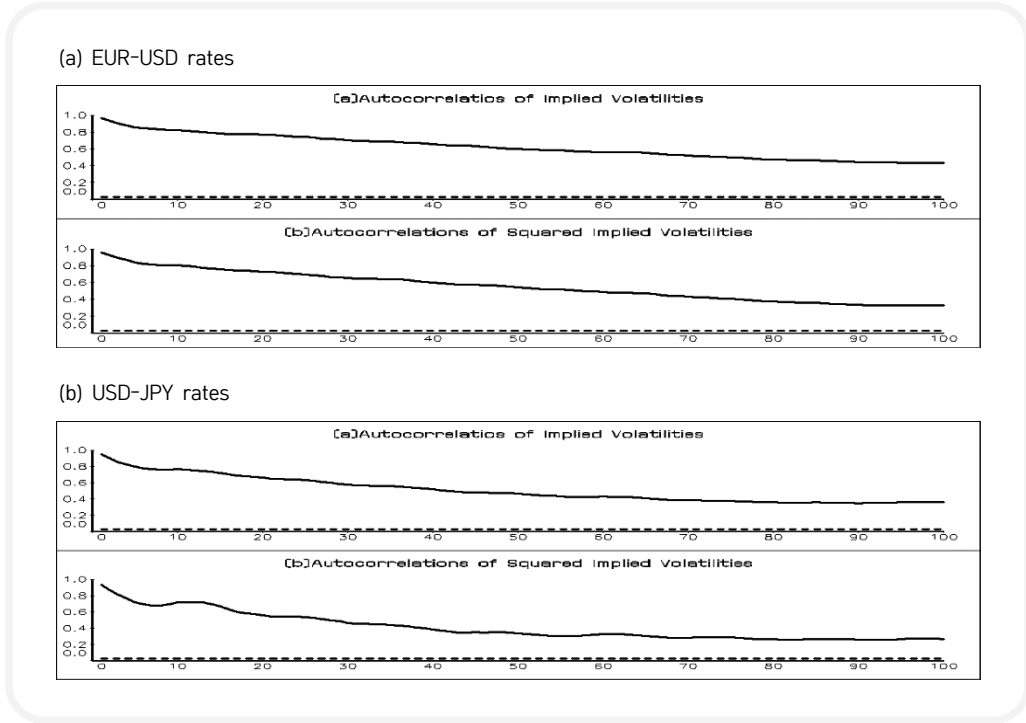 (a) EUR-USD rates
(a)Autocorrelatios of Implied Volatilities
1.0
0.8
0.6
0.4
0.2
0.0
0 10 20 30 40 50 60 70 80 90 100
(b)Autocorrelations of Squared Implied Volatilities
1.0
0.8
0.6
0.4
0.2
0.0
0 10 20 30 40 50 60 70 80 90 100
(b) USD-JPY rates
(a)Autocorrelatios of Implied Volatilities
1.0
0.8
0.6
0.4
0.2
0.0
0 10 20 30 40 50 60 70 80 90 100
(b)Autocorrelations of Squared Implied Volatilities
1.0
0.8
0.6
0.4
0.2
0.0
0 10 20 30 40 50 60 70 80 90 100